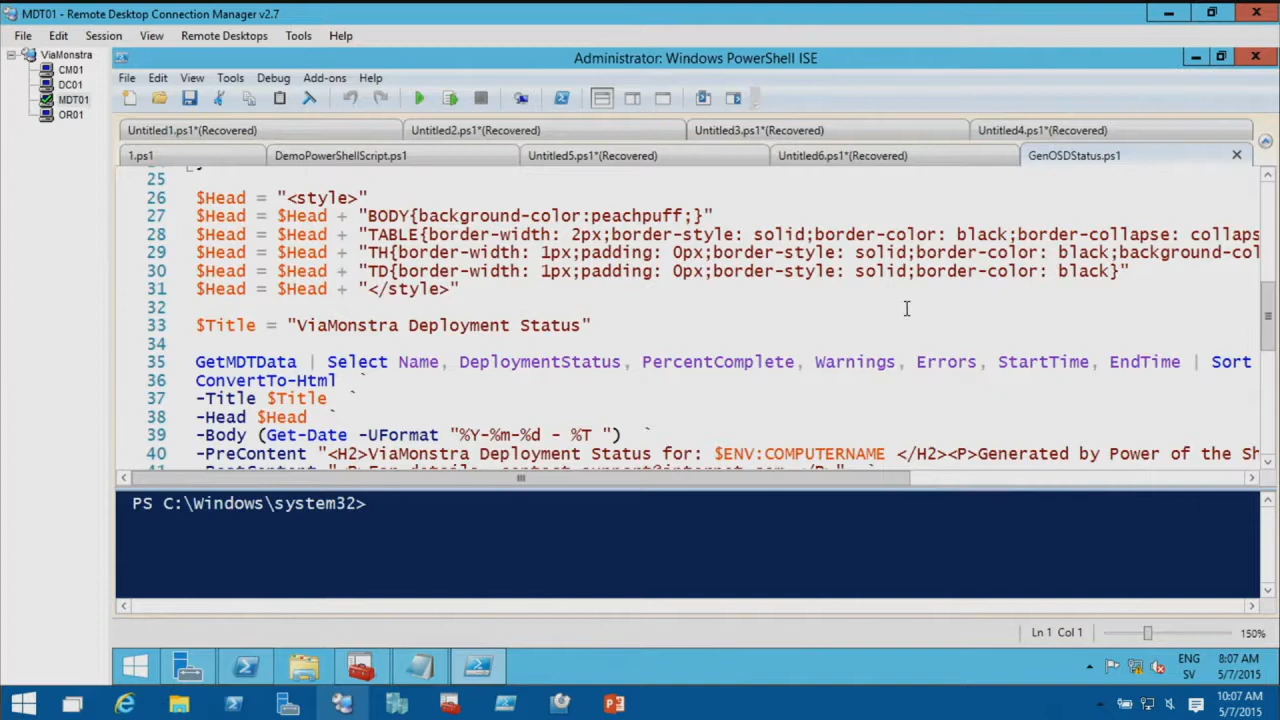 MDT01 - Remote Desktop Connection Manager v2.7
File Edit Session View Remote Desktops Tools Help
ViaMonstra
CM01
DC01
MDT01
OR01
Administrator: Windows PowerShell ISE
File Edit View Tools Debug Add-ons Help
Untitled1.ps1*(Recovered) Untitled2.ps1*(Recovered) Untitled3.ps1*(Recovered) Untitled4.ps1*(Recovered)
1.ps1 DemoPowerShellScript.ps1 Untitled5.ps1*(Recovered) Untitled6.ps1*(Recovered) GenOSDStatus.ps1
25
26 $Head = "<style>"
27 $Head = $Head + "BODY{background-color:peachpuff;}"
28 $Head = $Head + "TABLE{border-width: 2px;border-style: solid;border-color: black;border-collapse: collaps
29 $Head = $Head + "TH{border-width: 1px;padding: 0px;border-style: solid;border-color: black;background-col
30 $Head = $Head + "TD{border-width: 1px;padding: 0px;border-style: solid;border-color: black}"
31 $Head = $Head + "</style>"
32
33 $Title = "ViaMonstra Deployment Status"
34
35 GetMDTData | Select Name, DeploymentStatus, PercentComplete, Warnings, Errors, StartTime, EndTime | Sort
36 ConvertTo-Html `
37 -Title $Title `
38 -Head $Head `
39 -Body (Get-Date -UFormat "%Y-%m-%d - %T ") `
40 -PreContent "<H2>ViaMonstra Deployment Status for: $ENV:COMPUTERNAME </H2><P>Generated by Power of the Sh
PS C:\Windows\system32>
Ln 1 Col 1 150%
ENG 8:07 AM
SV 5/7/2015
10:07 AM
5/7/2015